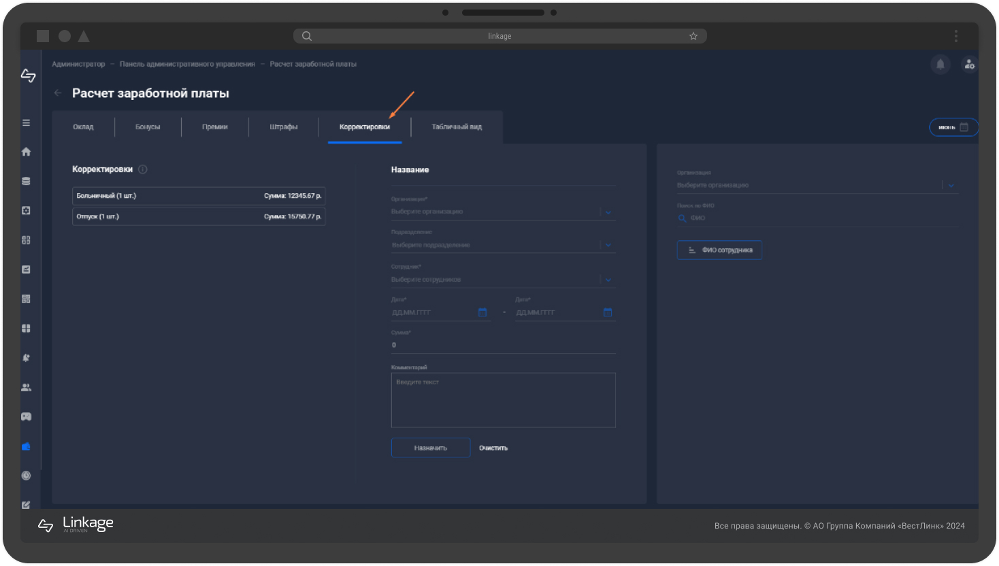 linkage
Администратор – Панель административного управления – Расчет заработной платы
Расчет заработной платы
Оклад
Бонусы
Премии
Штрафы
Корректировки
Табличный вид
июнь
Корректировки
Больничный (1 шт.) Сумма: 12345.67 р.
Отпуск (1 шт.) Сумма: 15750.77 р.
Название
Организация*
Выберите организацию
Подразделение
Выберите подразделение
Сотрудник*
Выберите сотрудников
Дата* Дата*
ДД.ММ.ГГГГ - ДД.ММ.ГГГГ
Сумма*
0
Комментарий
Введите текст
Назначить Очистить
Организация
Выберите организацию
Поиск по ФИО
ФИО
ФИО сотрудника
Linkage
AI DRIVEN
Все права защищены. © АО Группа Компаний «ВестЛинк» 2024